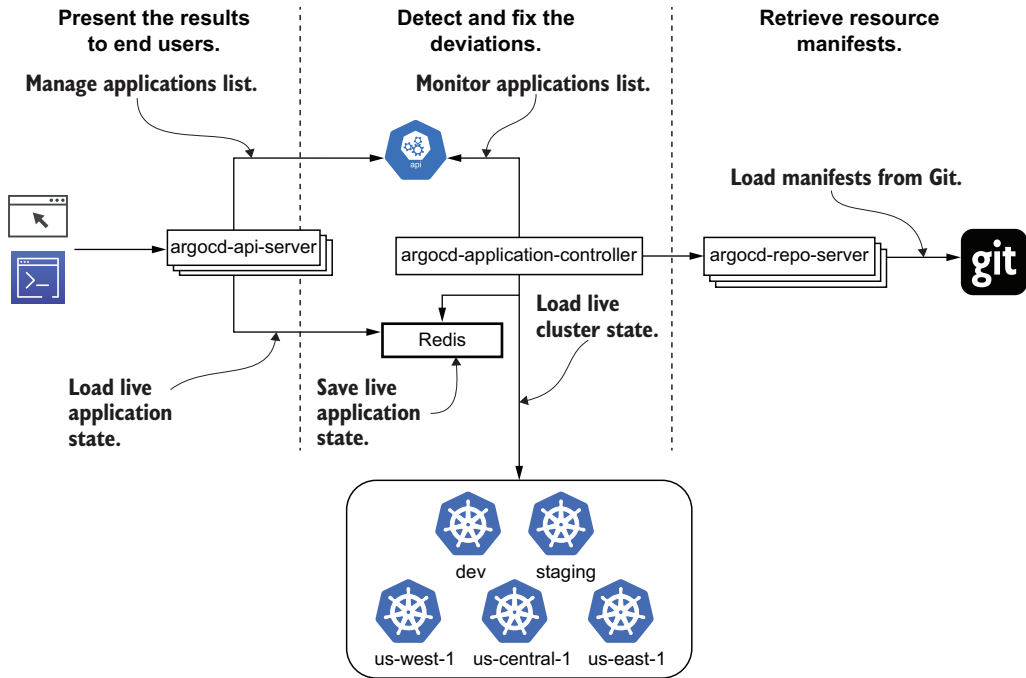 Present the results
to end users.
Detect and fix the
deviations.
Retrieve resource
manifests.
Manage applications list.
Monitor applications list.
api
Load manifests from Git.
argocd-api-server
argocd-application-controller
argocd-repo-server
git
>_
Redis
Load live
cluster state.
Load live
application
state.
Save live
application
state.
dev
staging
us-west-1
us-central-1
us-east-1